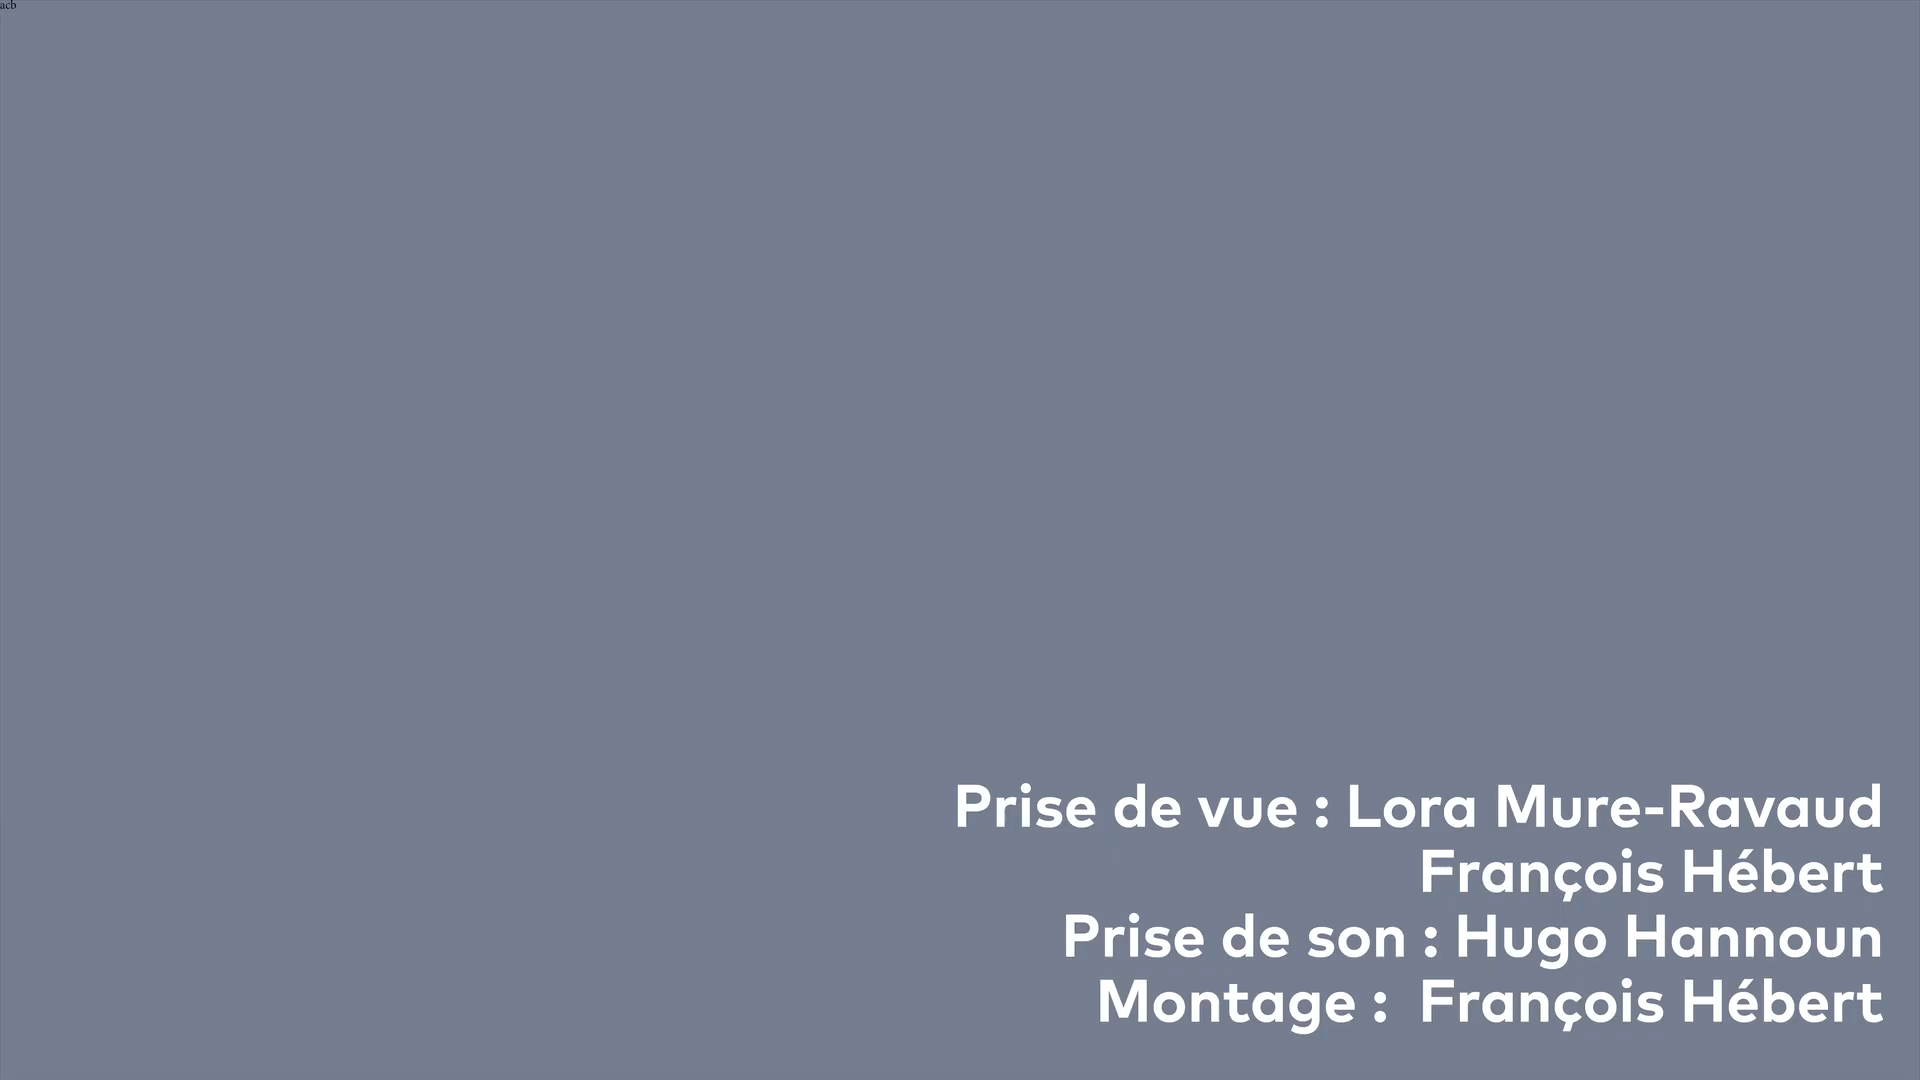 acb
Prise de vue : Lora Mure-Ravaud
François Hébert
Prise de son : Hugo Hannoun
Montage :  François Hébert